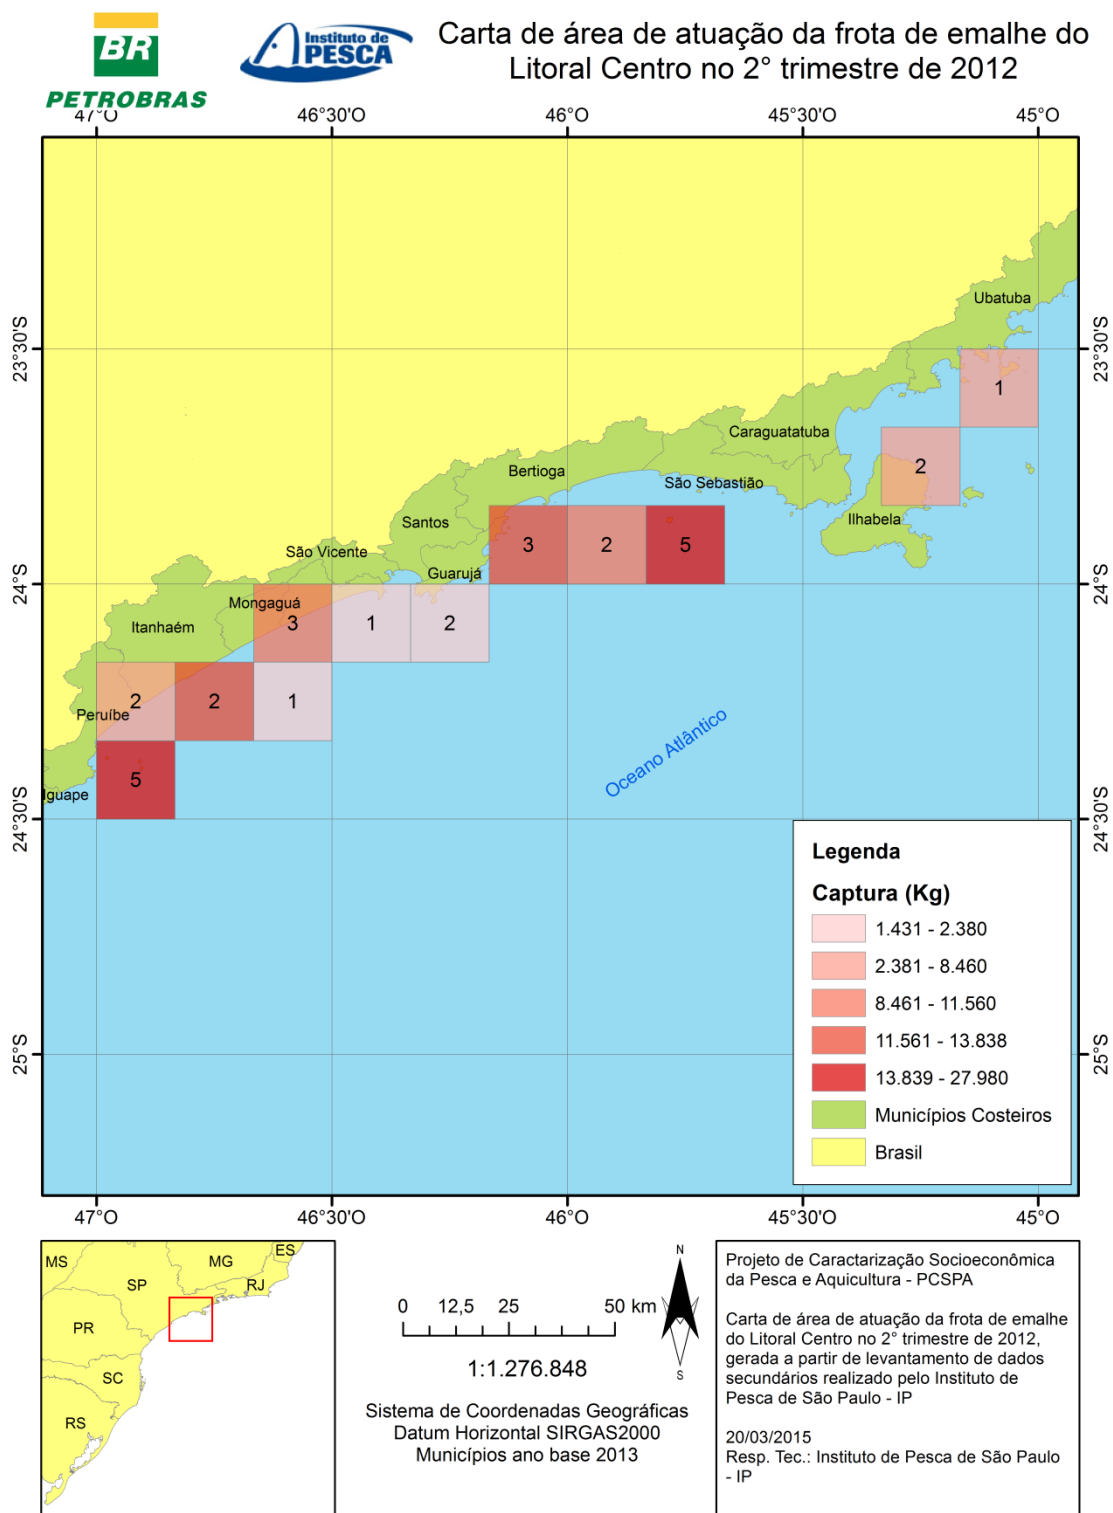 BR
PETROBRAS
Instituto de
PESCA
Carta de área de atuação da frota de emalhe do
Litoral Centro no 2° trimestre de 2012
47°O
46°30'O
46°O
45°30'O
45°O
23°30'S
23°30'S
24°S
24°S
24°30'S
24°30'S
25°S
25°S
Ubatuba
1
Caraguatatuba
2
Bertioga
São Sebastião
Ilhabela
Santos
3
2
5
São Vicente
Guarujá
Mongaguá
Itanhaém
3
1
2
2
2
1
Peruíbe
5
Iguape
Oceano Atlântico
Legenda
Captura (Kg)
1.431 - 2.380
2.381 - 8.460
8.461 - 11.560
11.561 - 13.838
13.839 - 27.980
Municípios Costeiros
Brasil
47°O
46°30'O
46°O
45°30'O
45°O
MS
MG
ES
SP
RJ
PR
SC
RS
0 12,5 25 50 km
1:1.276.848
N
S
Sistema de Coordenadas Geográficas
Datum Horizontal SIRGAS2000
Municípios ano base 2013
Projeto de Caractarização Socioeconômica
da Pesca e Aquicultura - PCSPA
Carta de área de atuação da frota de emalhe
do Litoral Centro no 2° trimestre de 2012,
gerada a partir de levantamento de dados
secundários realizado pelo Instituto de
Pesca de São Paulo - IP
20/03/2015
Resp. Tec.: Instituto de Pesca de São Paulo
- IP